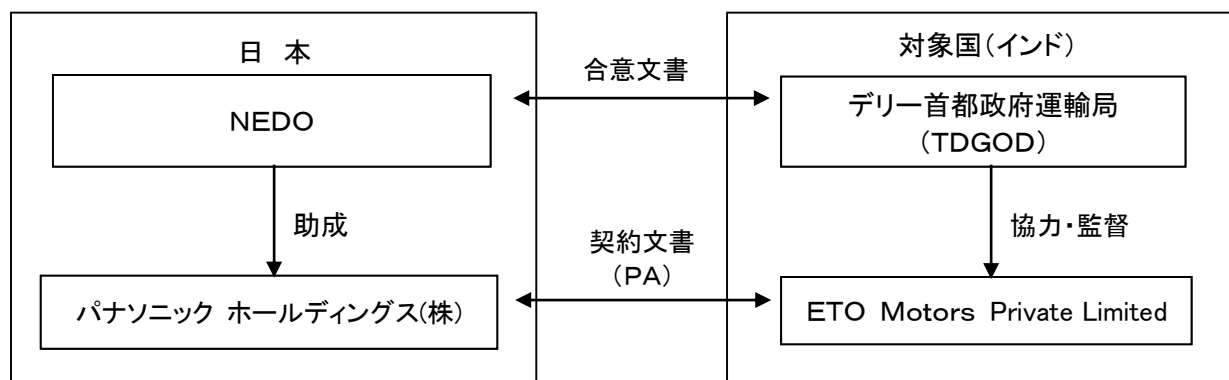 日 本
対象国(インド)
合意文書
NEDO
デリー首都政府運輸局
(TDGOD)
助成
契約文書
(PA)
協力・監督
パナソニック ホールディングス(株)
ETO Motors Private Limited